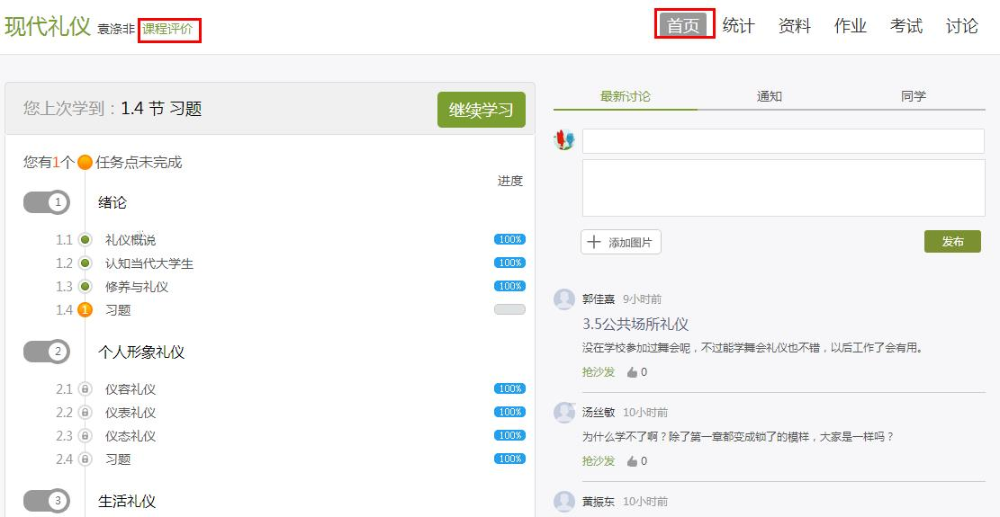 现代礼仪 袁涤非 课程评价
首页 统计 资料 作业 考试 讨论
您上次学到：1.4 节 习题 继续学习
您有1个任务点未完成
进度
1 绪论
1.1 礼仪概说 100%
1.2 认知当代大学生 100%
1.3 修养与礼仪 100%
1.4 1 习题
2 个人形象礼仪
2.1 仪容礼仪 100%
2.2 仪表礼仪 100%
2.3 仪态礼仪 100%
2.4 习题 100%
3 生活礼仪
最新讨论 通知 同学
添加图片 发布
郭佳熹 9小时前
3.5公共场所礼仪
没在学校参加过舞会呢，不过能学舞会礼仪也不错，以后工作了会有用。
抢沙发 0
汤丝敏 10小时前
为什么学不了啊？除了第一章都变成锁了的模样，大家是一样吗？
抢沙发 0
黄振东 10小时前